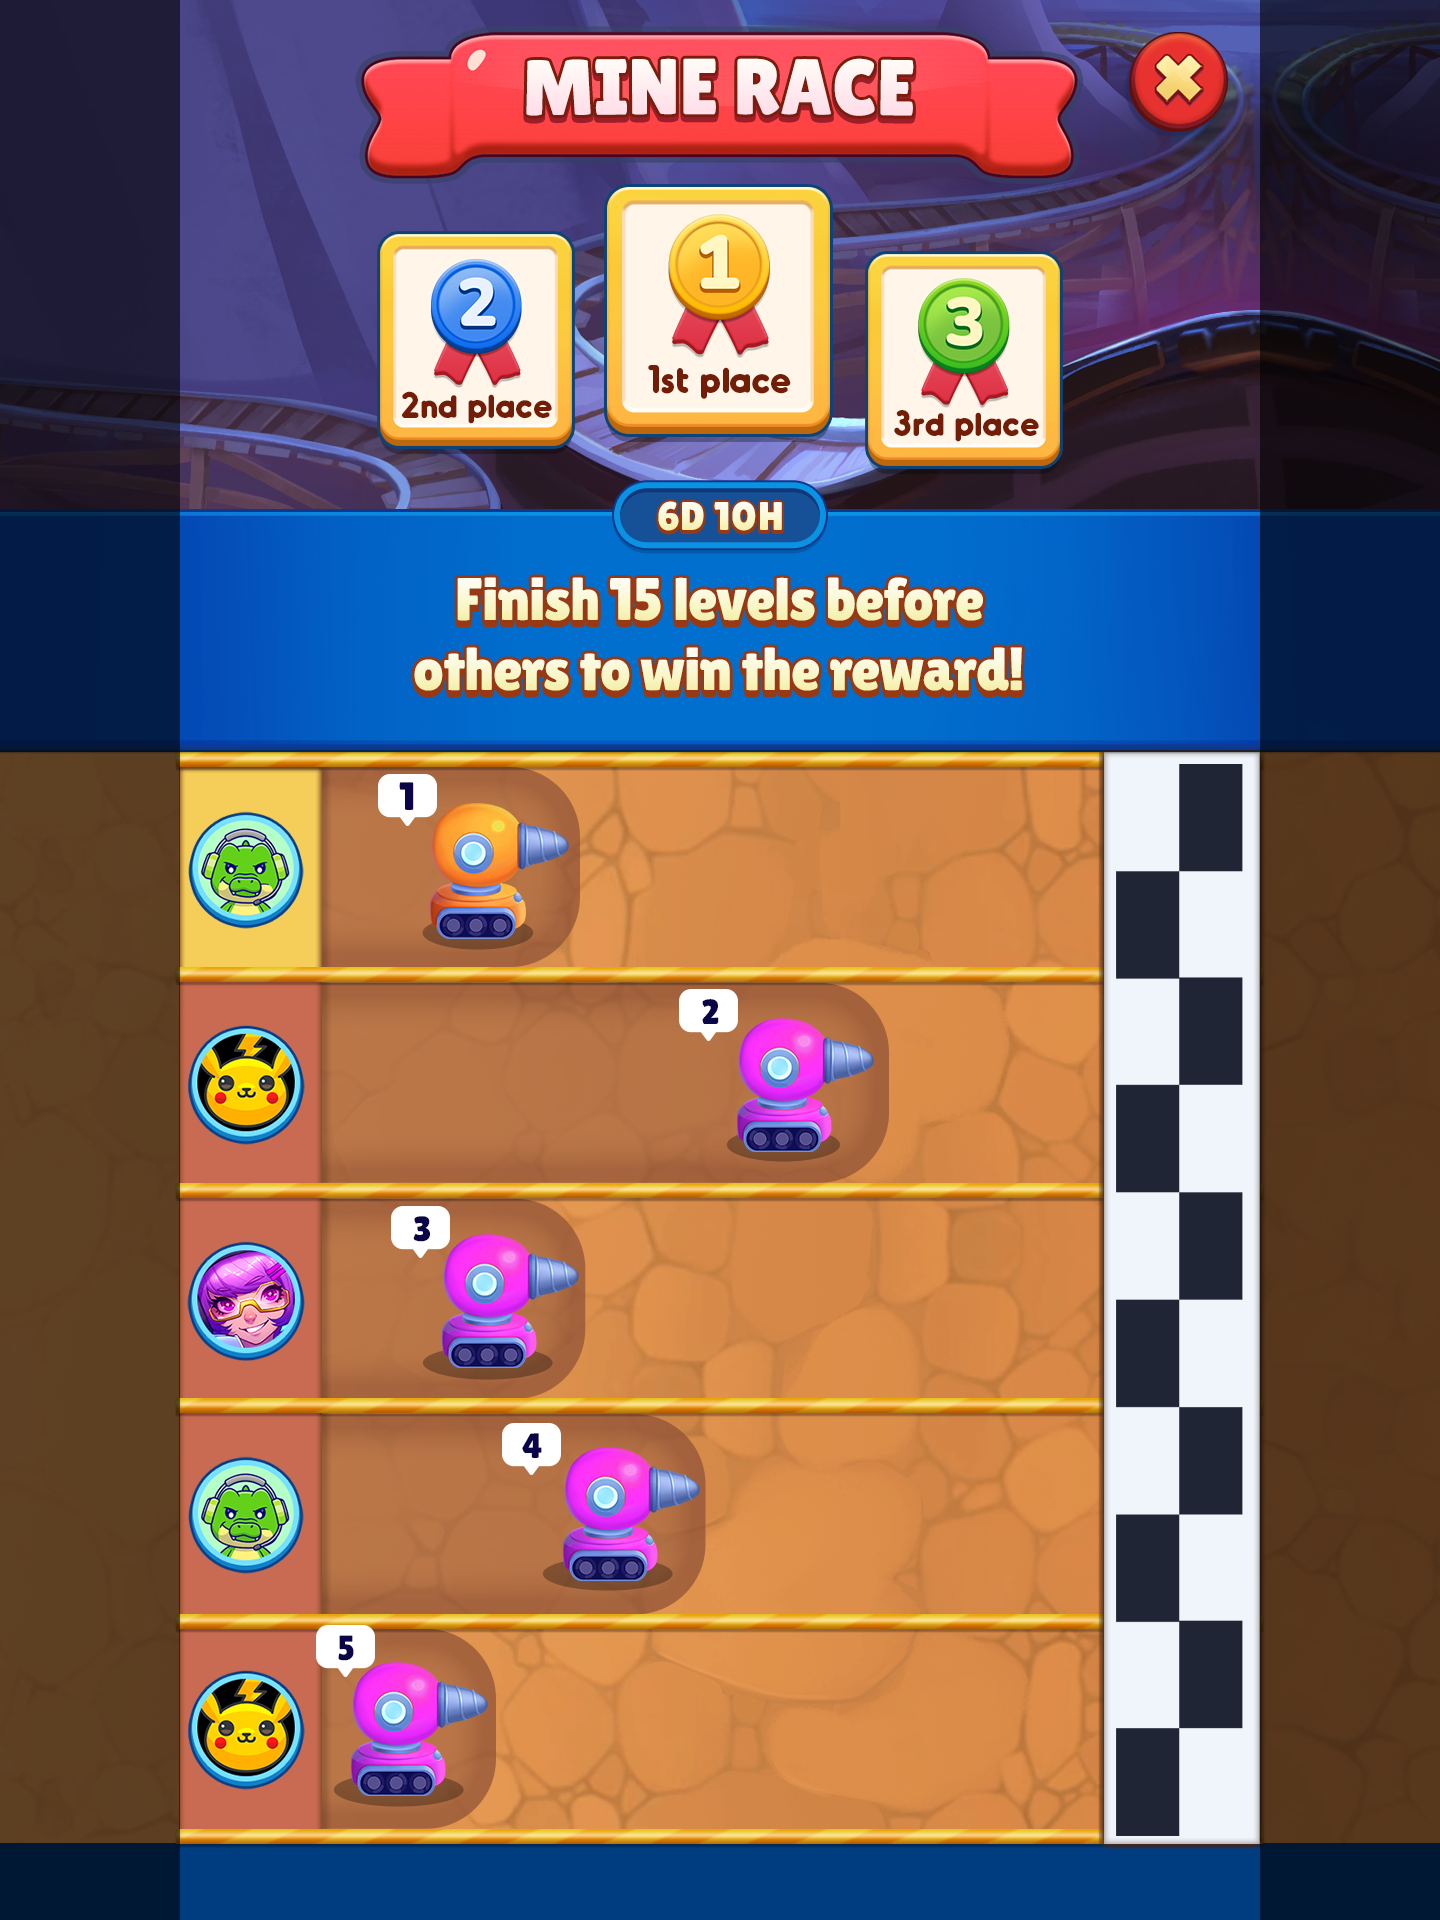 MINE RACE
2
2nd place
1
1st place
3
3rd place
6D 10H
Finish 15 levels before
others to win the reward!
1
2
3
4
5